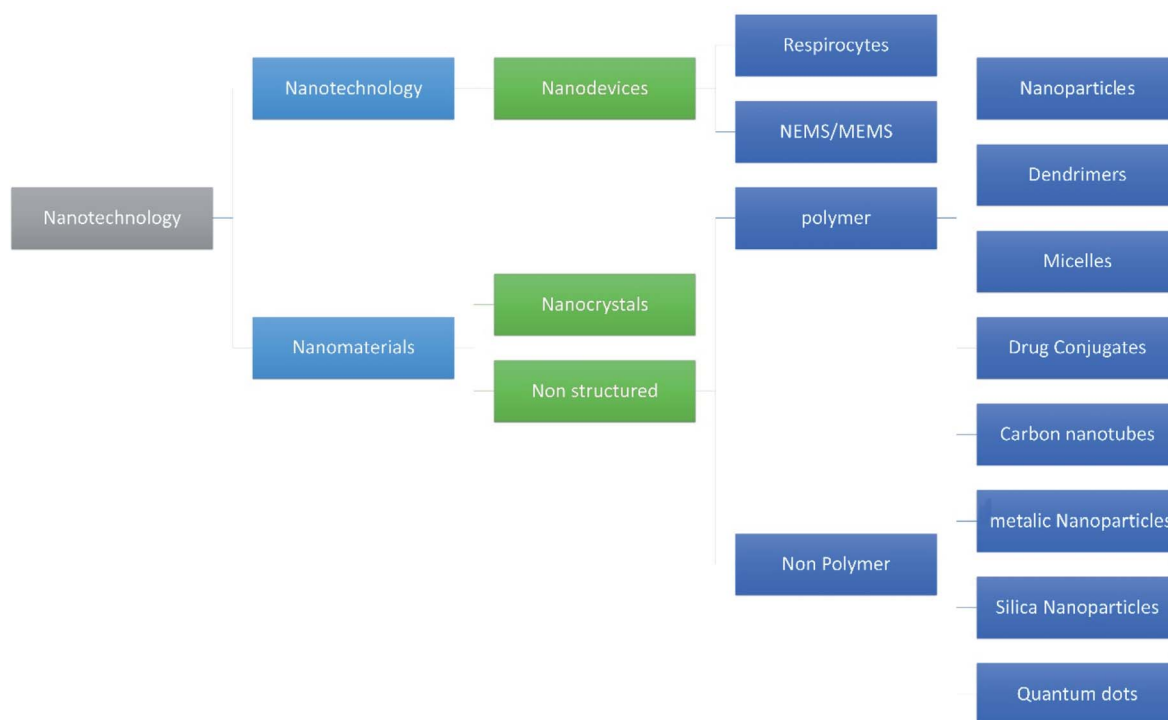 Nanotechnology
Nanotechnology
Nanodevices
Respirocytes
NEMS/MEMS
Nanomaterials
Nanocrystals
Non structured
polymer
Nanoparticles
Dendrimers
Micelles
Drug Conjugates
Non Polymer
Carbon nanotubes
metalic Nanoparticles
Silica Nanoparticles
Quantum dots